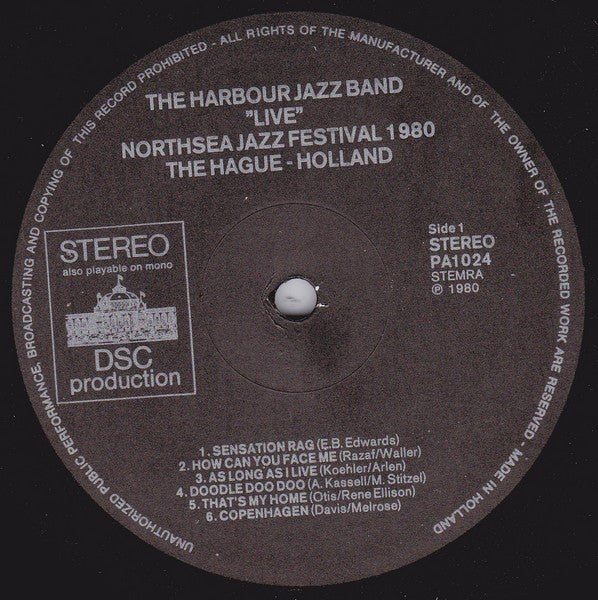 THE HARBOUR JAZZ BAND
"LIVE"
NORTHSEA JAZZ FESTIVAL 1980
THE HAGUE - HOLLAND
STEREO
also playable on mono
DSC
production
Side 1
STEREO
PA1024
STEMRA
℗ 1980
1. SENSATION RAG (E.B. Edwards)
2. HOW CAN YOU FACE ME (Razaf/Waller)
3. AS LONG AS I LIVE (Koehler/Arlen)
4. DOODLE DOO DOO (A. Kassell/M. Stitzel)
5. THAT'S MY HOME (Otis/Rene Ellison)
6. COPENHAGEN (Davis/Melrose)
UNAUTHORIZED PUBLIC PERFORMANCE, BROADCASTING AND COPYING OF THIS RECORD PROHIBITED - ALL RIGHTS OF THE MANUFACTURER AND OF THE OWNER OF THE RECORDED WORK ARE RESERVED - MADE IN HOLLAND